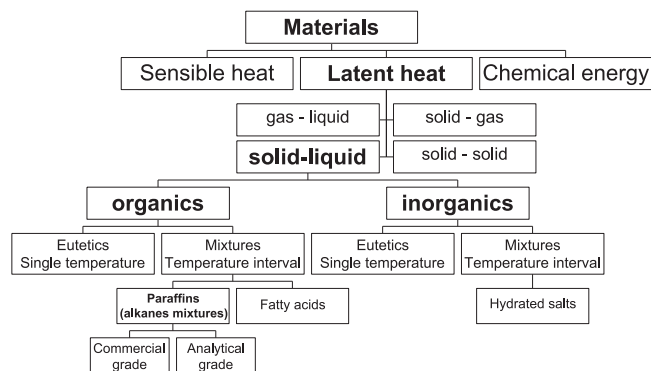 Materials
Sensible heat
Latent heat
Chemical energy
gas - liquid
solid - gas
solid-liquid
solid - solid
organics
inorganics
Eutetics
Single temperature
Mixtures
Temperature interval
Eutetics
Single temperature
Mixtures
Temperature interval
Paraffins
(alkanes mixtures)
Fatty acids
Hydrated salts
Commercial
grade
Analytical
grade